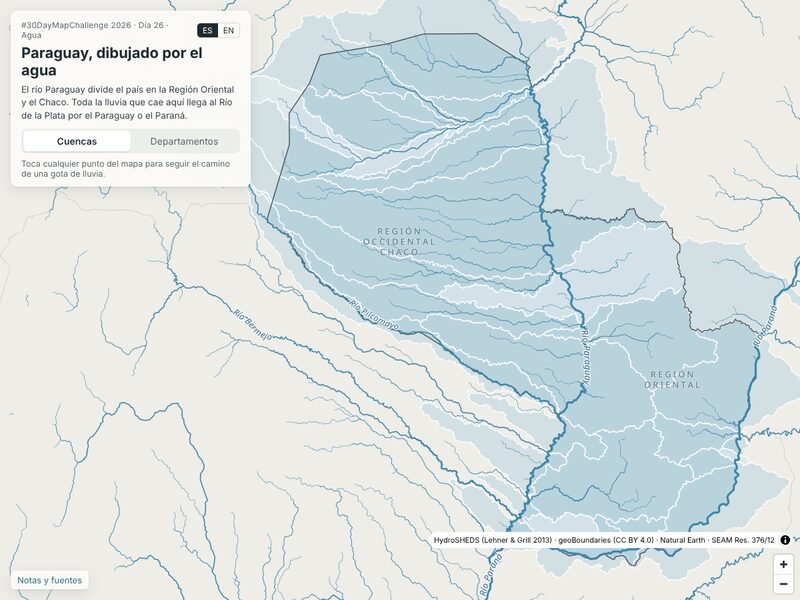 #30DayMapChallenge 2026 · Día 26 ·
Agua
ES EN
Paraguay, dibujado por el
agua
El río Paraguay divide el país en la Región Oriental
y el Chaco. Toda la lluvia que cae aquí llega al Río
de la Plata por el Paraguay o el Paraná.
Cuencas Departamentos
Toca cualquier punto del mapa para seguir el camino
de una gota de lluvia.
REGIÓN
OCCIDENTAL
CHACO
Río Pilcomayo
Río Bermejo
Río Paraguay
Río Paraná
REGIÓN
ORIENTAL
HydroSHEDS (Lehner & Grill 2013) · geoBoundaries (CC BY 4.0) · Natural Earth · SEAM Res. 376/12
Río Paraná
Notas y fuentes